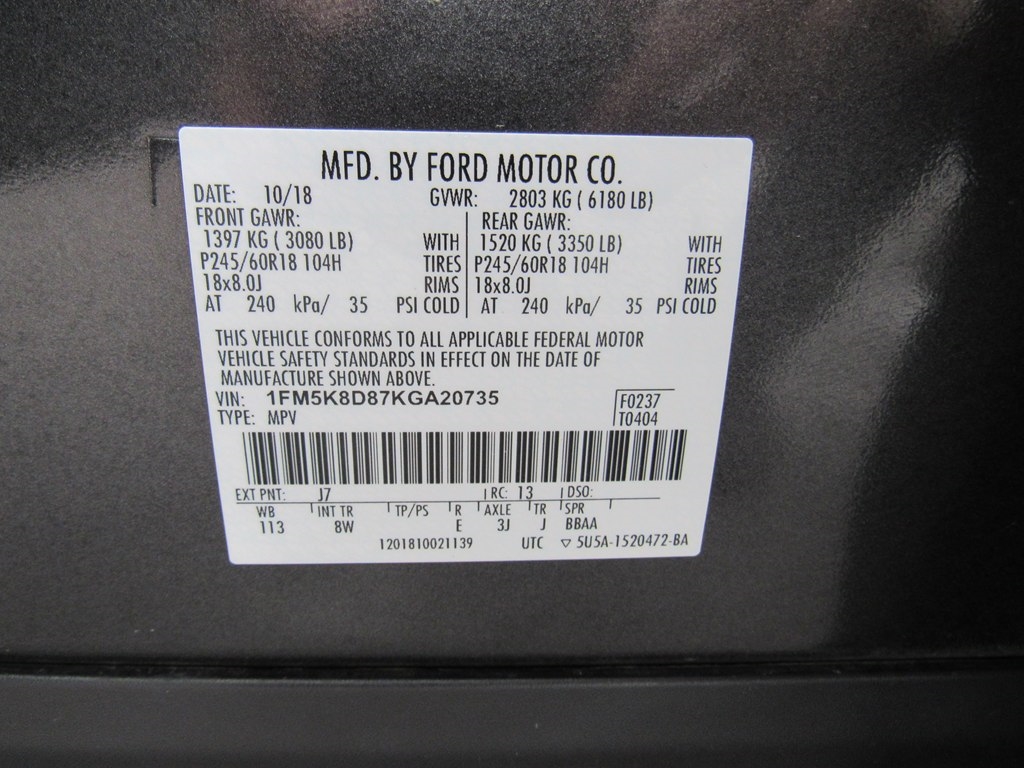 MFD. BY FORD MOTOR CO.
DATE: 10/18 GVWR: 2803 KG ( 6180 LB)
FRONT GAWR: REAR GAWR:
1397 KG ( 3080 LB) WITH 1520 KG ( 3350 LB) WITH
P245/60R18 104H TIRES P245/60R18 104H TIRES
18x8.0J RIMS 18x8.0J RIMS
AT 240 kPa/ 35 PSI COLD AT 240 kPa/ 35 PSI COLD
THIS VEHICLE CONFORMS TO ALL APPLICABLE FEDERAL MOTOR
VEHICLE SAFETY STANDARDS IN EFFECT ON THE DATE OF
MANUFACTURE SHOWN ABOVE.
VIN: 1FM5K8D87KGA20735 F0237
TYPE: MPV T0404
EXT PNT: J7 RC: 13 DSO:
WB INT TR TP/PS R AXLE TR SPR
113 8W E 3J J BBAA
1201810021139 UTC ▽ 5U5A-1520472-BA